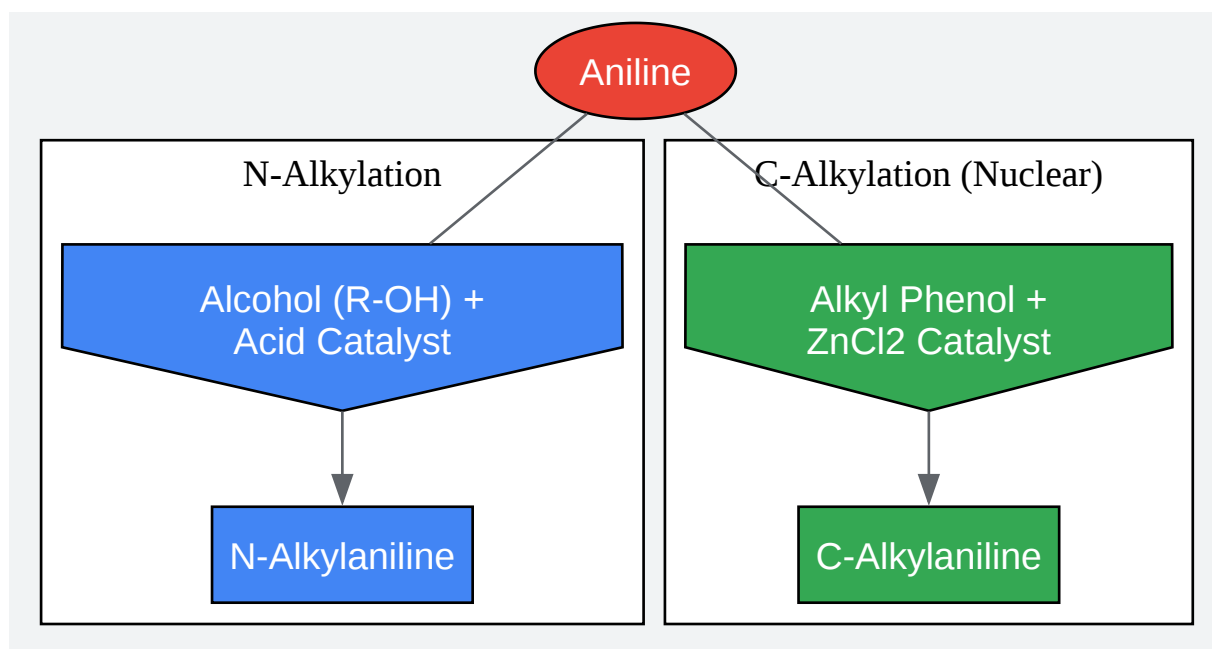 Aniline
N-Alkylation
C-Alkylation (Nuclear)
Alcohol (R-OH) +
Acid Catalyst
Alkyl Phenol +
ZnCl2 Catalyst
N-Alkylaniline
C-Alkylaniline